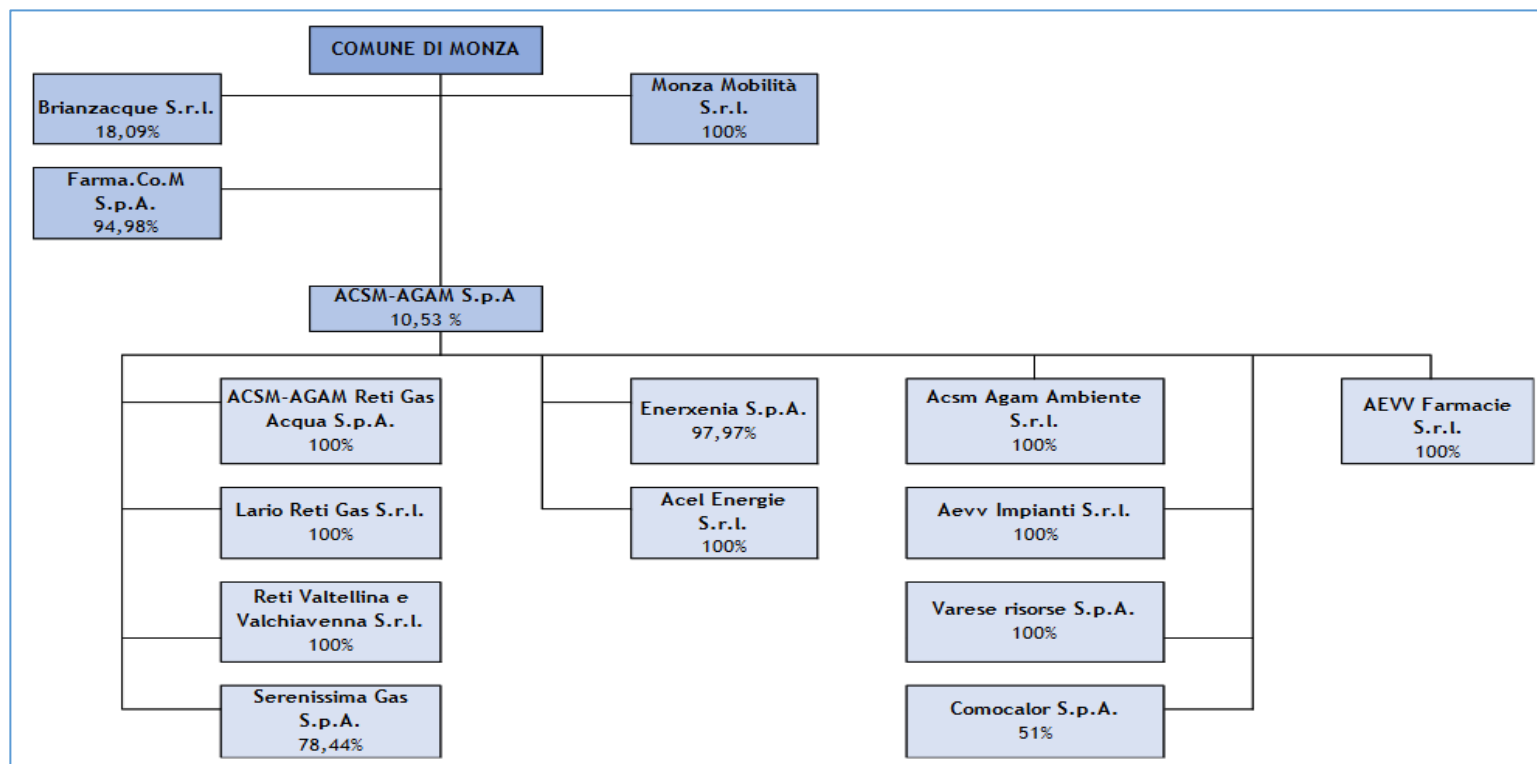 COMUNE DI MONZA
Brianzacque S.r.l.
18,09%
Monza Mobilità
S.r.l.
100%
Farma.Co.M
S.p.A.
94,98%
ACSM-AGAM S.p.A
10,53 %
ACSM-AGAM Reti Gas
Acqua S.p.A.
100%
Enerxenia S.p.A.
97,97%
Acsm Agam Ambiente
S.r.l.
100%
AEVV Farmacie
S.r.l.
100%
Lario Reti Gas S.r.l.
100%
Acel Energie
S.r.l.
100%
Aevv Impianti S.r.l.
100%
Reti Valtellina e
Valchiavenna S.r.l.
100%
Varese risorse S.p.A.
100%
Serenissima Gas
S.p.A.
78,44%
Comocalor S.p.A.
51%